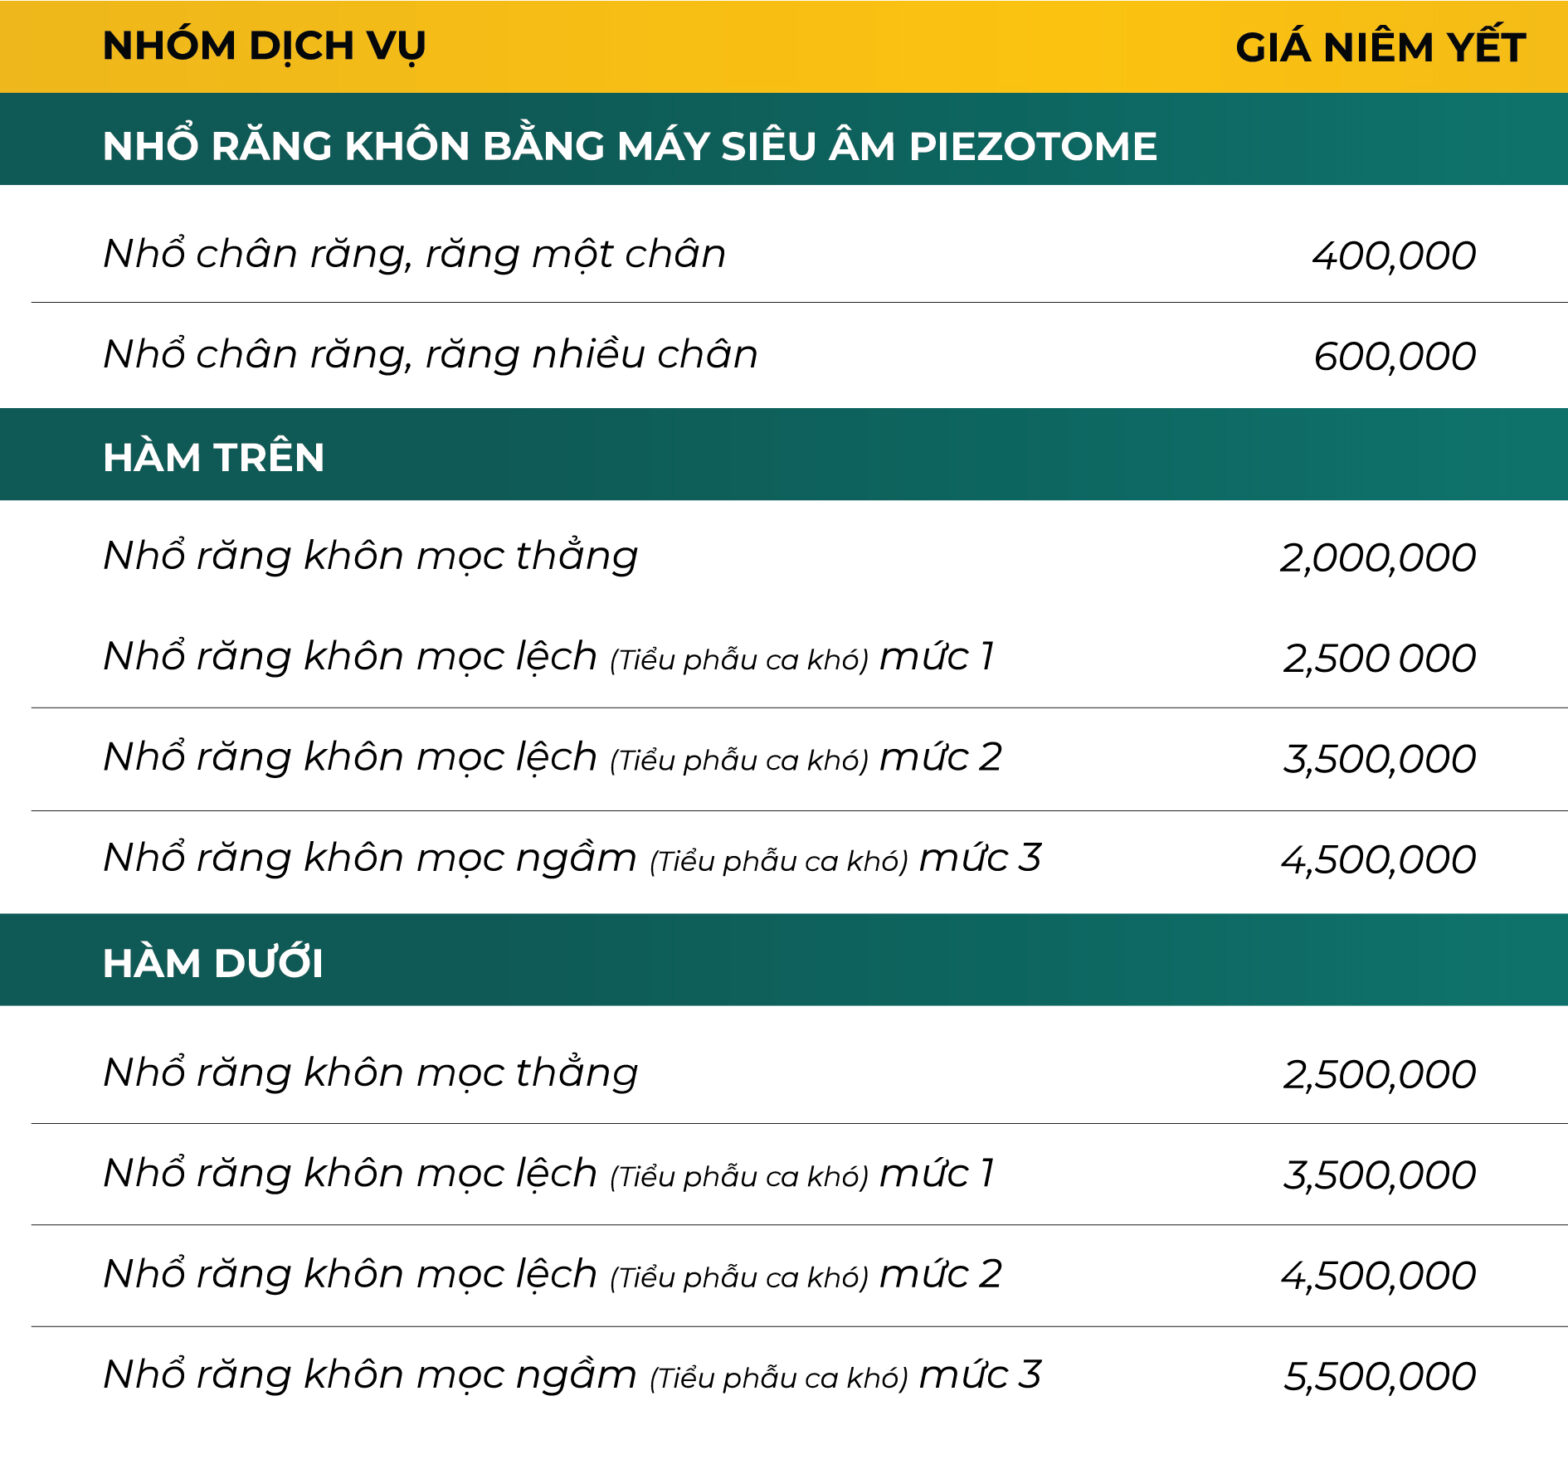 NHÓM DỊCH VỤ GIÁ NIÊM YẾT
NHỔ RĂNG KHÔN BẰNG MÁY SIÊU ÂM PIEZOTOME
Nhổ chân răng, răng một chân 400,000
Nhổ chân răng, răng nhiều chân 600,000
HÀM TRÊN
Nhổ răng khôn mọc thẳng 2,000,000
Nhổ răng khôn mọc lệch (Tiểu phẫu ca khó) mức 1 2,500 000
Nhổ răng khôn mọc lệch (Tiểu phẫu ca khó) mức 2 3,500,000
Nhổ răng khôn mọc ngầm (Tiểu phẫu ca khó) mức 3 4,500,000
HÀM DƯỚI
Nhổ răng khôn mọc thẳng 2,500,000
Nhổ răng khôn mọc lệch (Tiểu phẫu ca khó) mức 1 3,500,000
Nhổ răng khôn mọc lệch (Tiểu phẫu ca khó) mức 2 4,500,000
Nhổ răng khôn mọc ngầm (Tiểu phẫu ca khó) mức 3 5,500,000